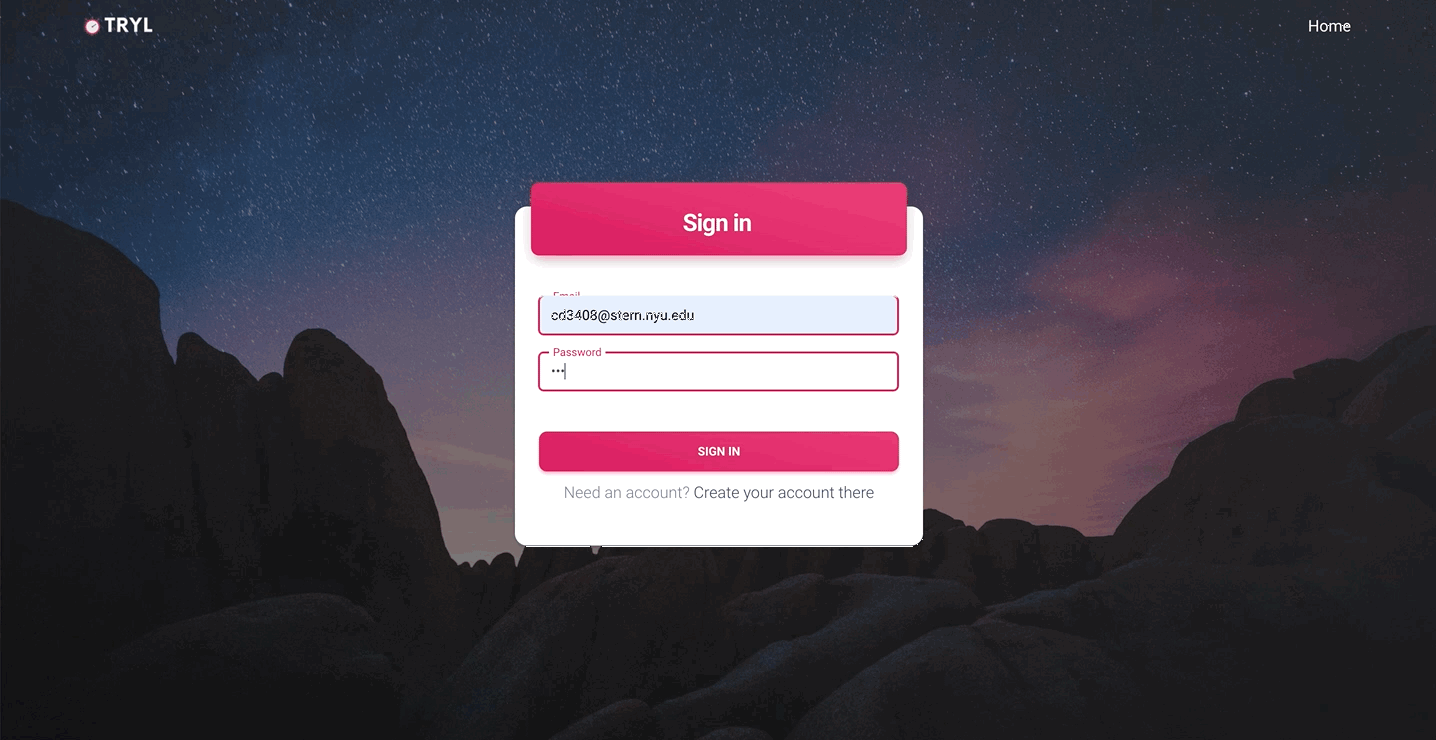 TRYL
Home
Sign in
Email
cd3408@stern.nyu.edu
Password
•••
SIGN IN
Need an account? Create your account there